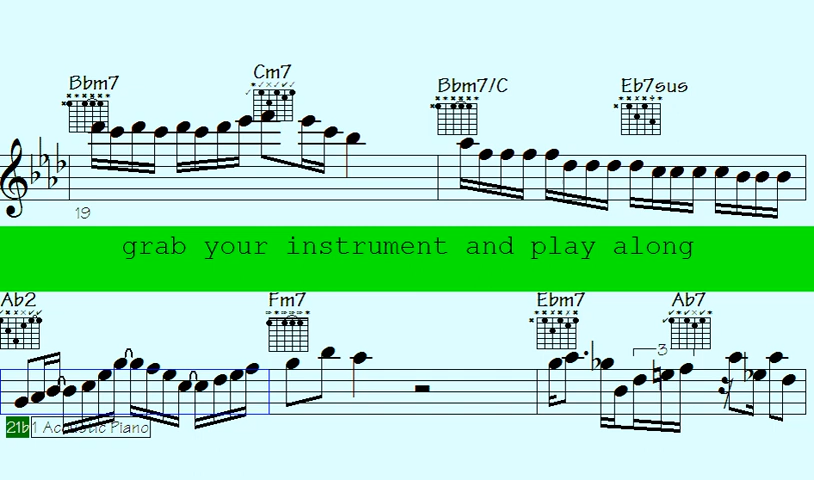 Bbm7 Cm7 Bbm7/C Eb7sus
19
grab your instrument and play along
Ab2 Fm7 Ebm7 Ab7
3
21b 1 Acoustic Piano